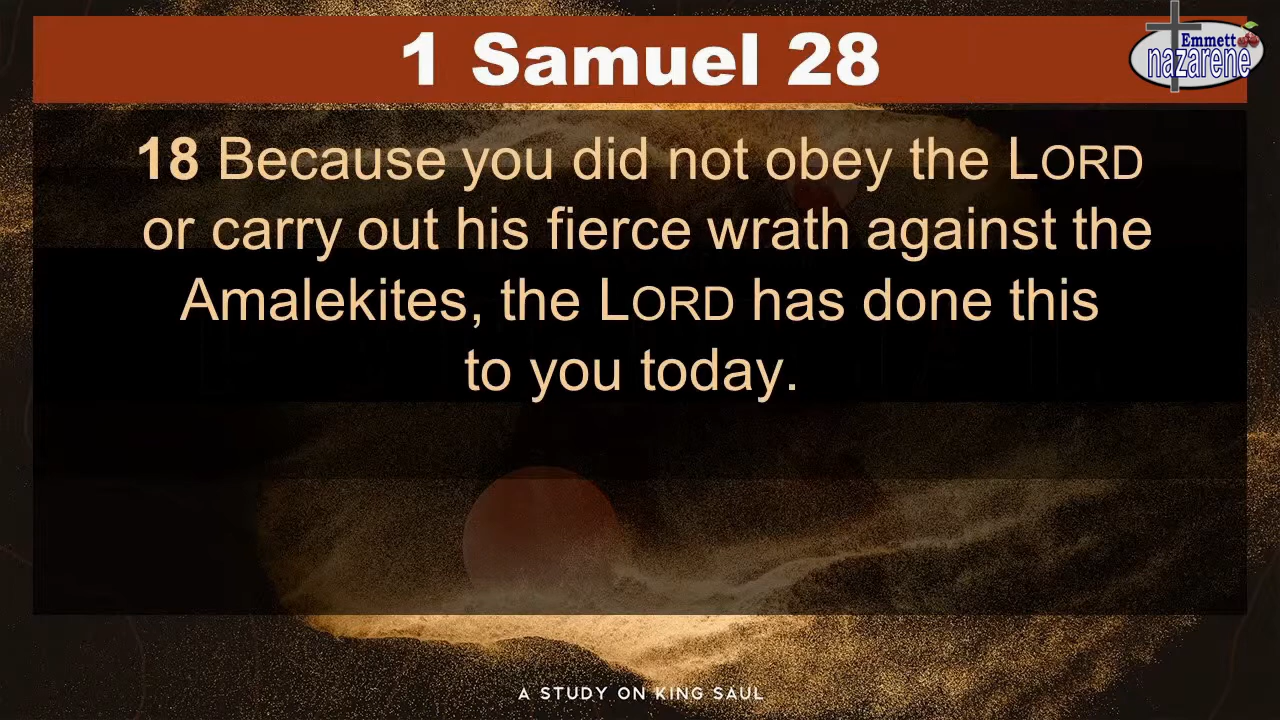 1 Samuel 28
Emmett
nazarene
18 Because you did not obey the LORD
or carry out his fierce wrath against the
Amalekites, the LORD has done this
to you today.
A STUDY ON KING SAUL